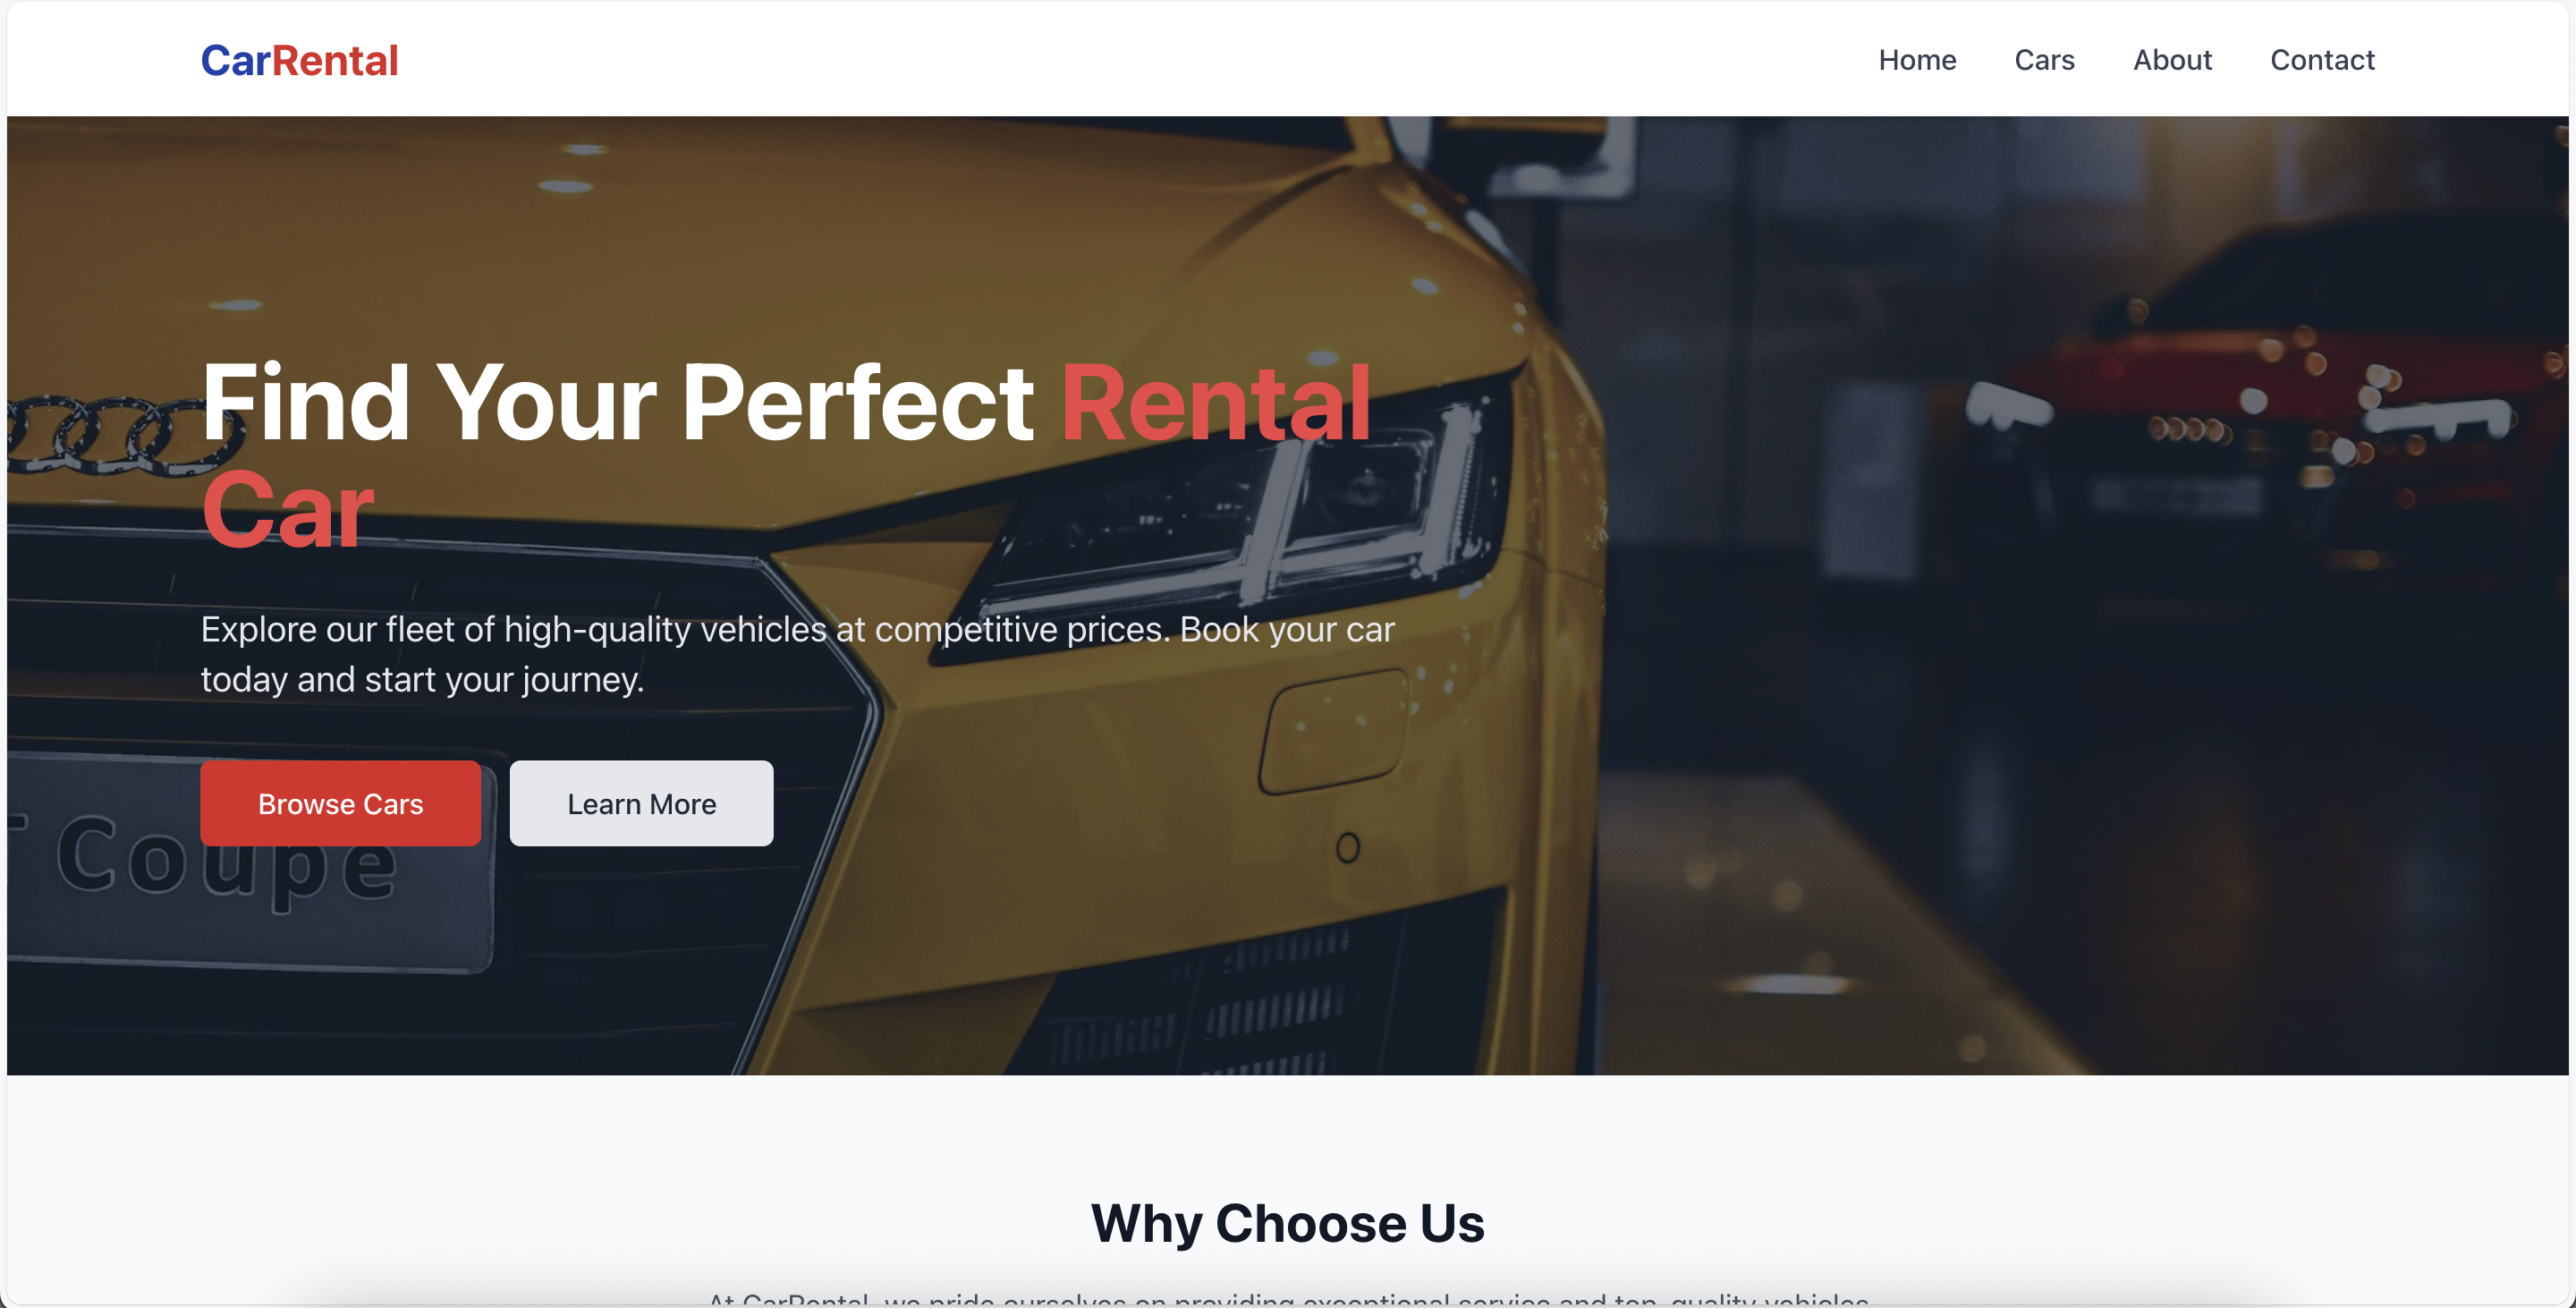 CarRental
Home Cars About Contact
Find Your Perfect Rental
Car
Explore our fleet of high-quality vehicles at competitive prices. Book your car
today and start your journey.
Browse Cars Learn More
Coupe
Why Choose Us
At CarRental, we pride ourselves on providing exceptional service and top-quality vehicles